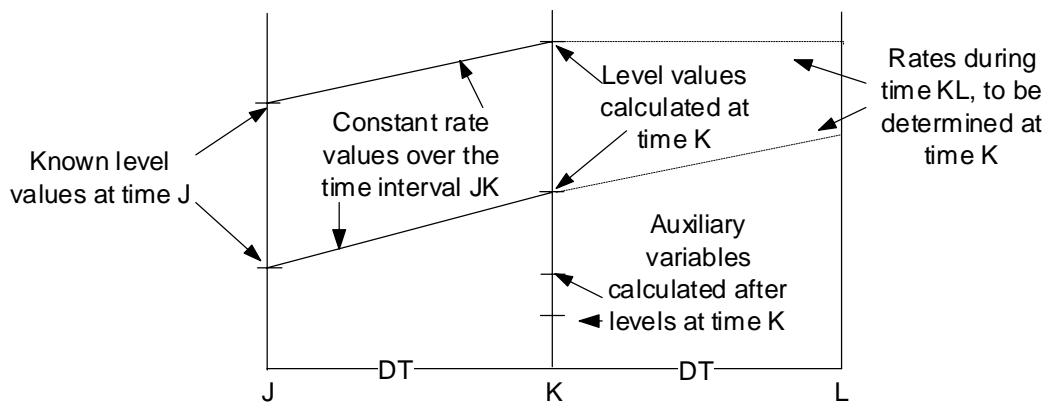 Known level
values at time J
Constant rate
values over the
time interval JK
Level values
calculated at
time K
Rates during
time KL, to be
determined at
time K
Auxiliary
variables
calculated after
levels at time K
DT
DT
J
K
L